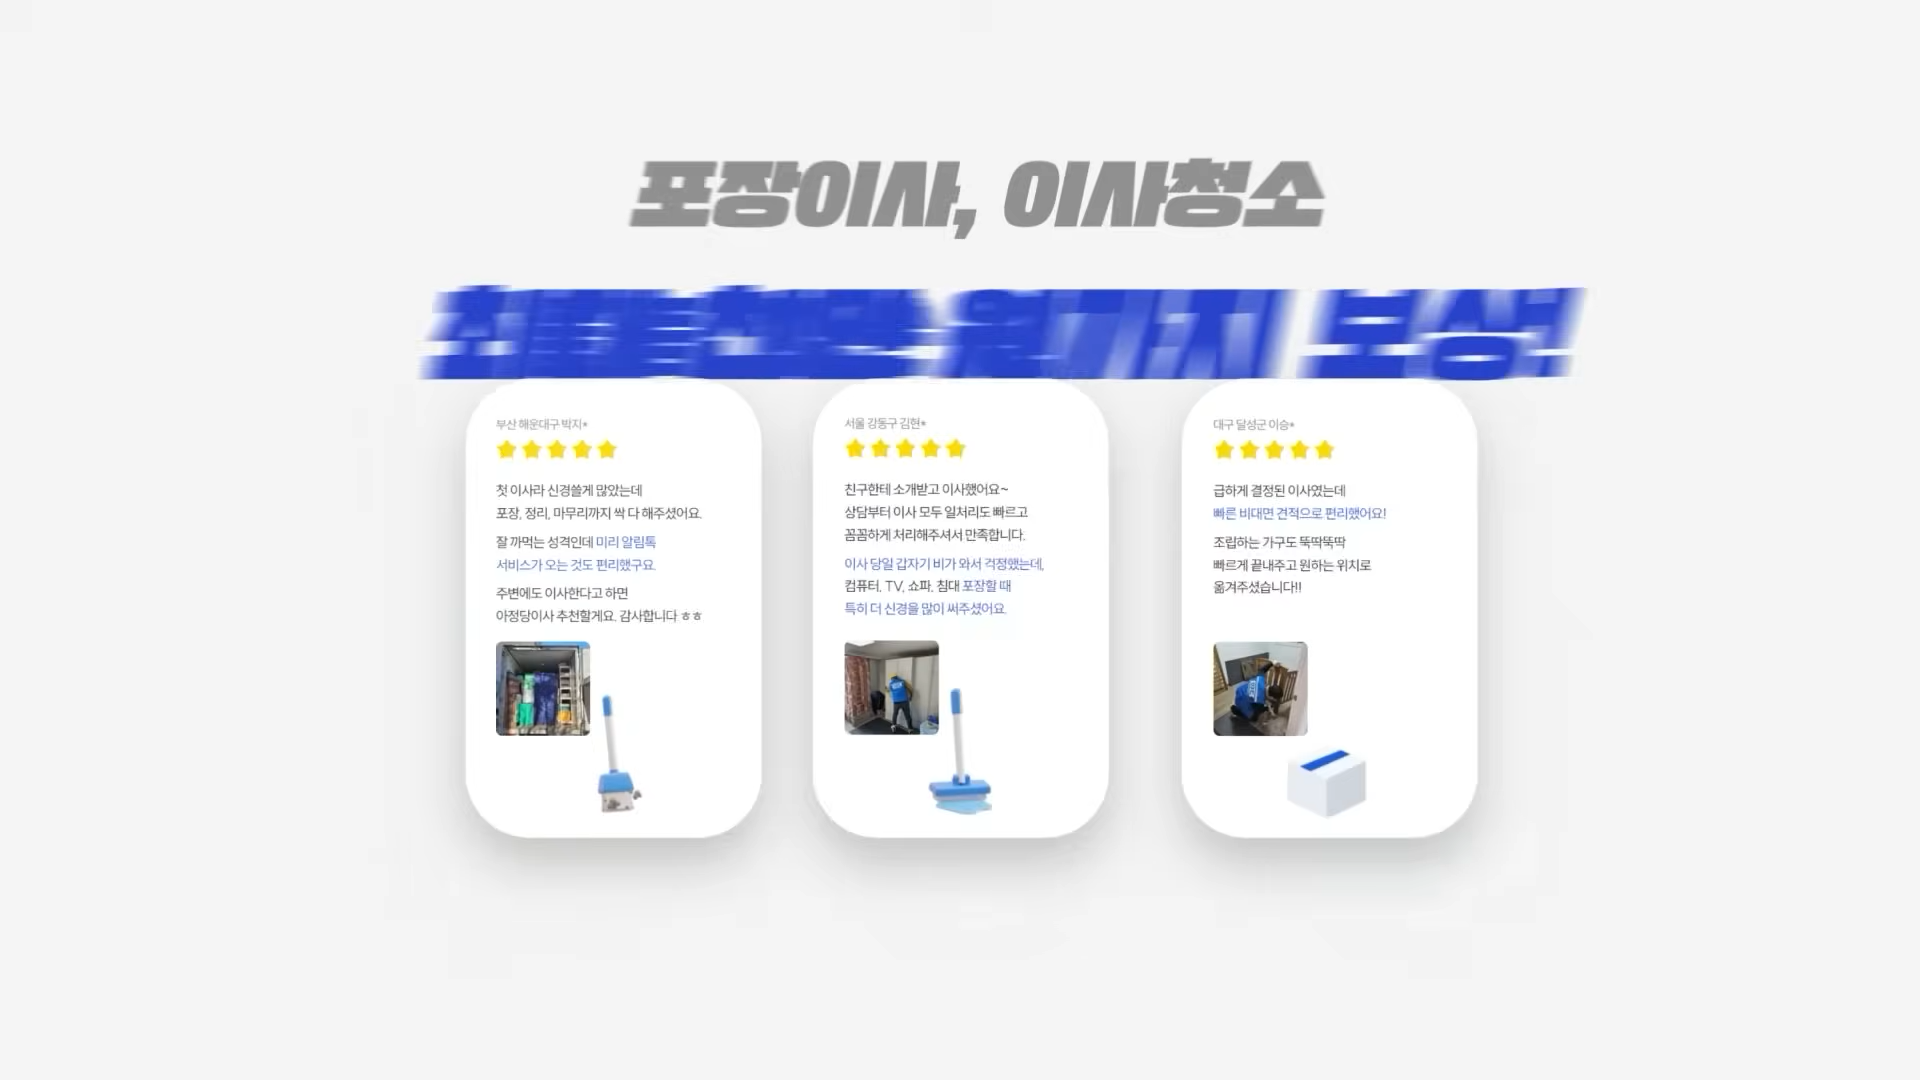 포장이사, 이사청소
원까지 보상!
부산 해운대구 박지*
첫 이사라 신경쓸게 많았는데
포장, 정리, 마무리까지 싹 다 해주셨어요.
잘 까먹는 성격인데 미리 알림톡
서비스가 오는 것도 편리했구요.
주변에도 이사한다고 하면
아정당이사 추천할게요. 감사합니다 ㅎㅎ
서울 강동구 김현*
친구한테 소개받고 이사했어요~
상담부터 이사 모두 일처리도 빠르고
꼼꼼하게 처리해주셔서 만족합니다.
이사 당일 갑자기 비가 와서 걱정했는데,
컴퓨터, TV, 쇼파, 침대 포장할 때
특히 더 신경을 많이 써주셨어요.
대구 달성군 이승*
급하게 결정된 이사였는데
빠른 비대면 견적으로 편리했어요!
조립하는 가구도 뚝딱뚝딱
빠르게 끝내주고 원하는 위치로
옮겨주셨습니다!!